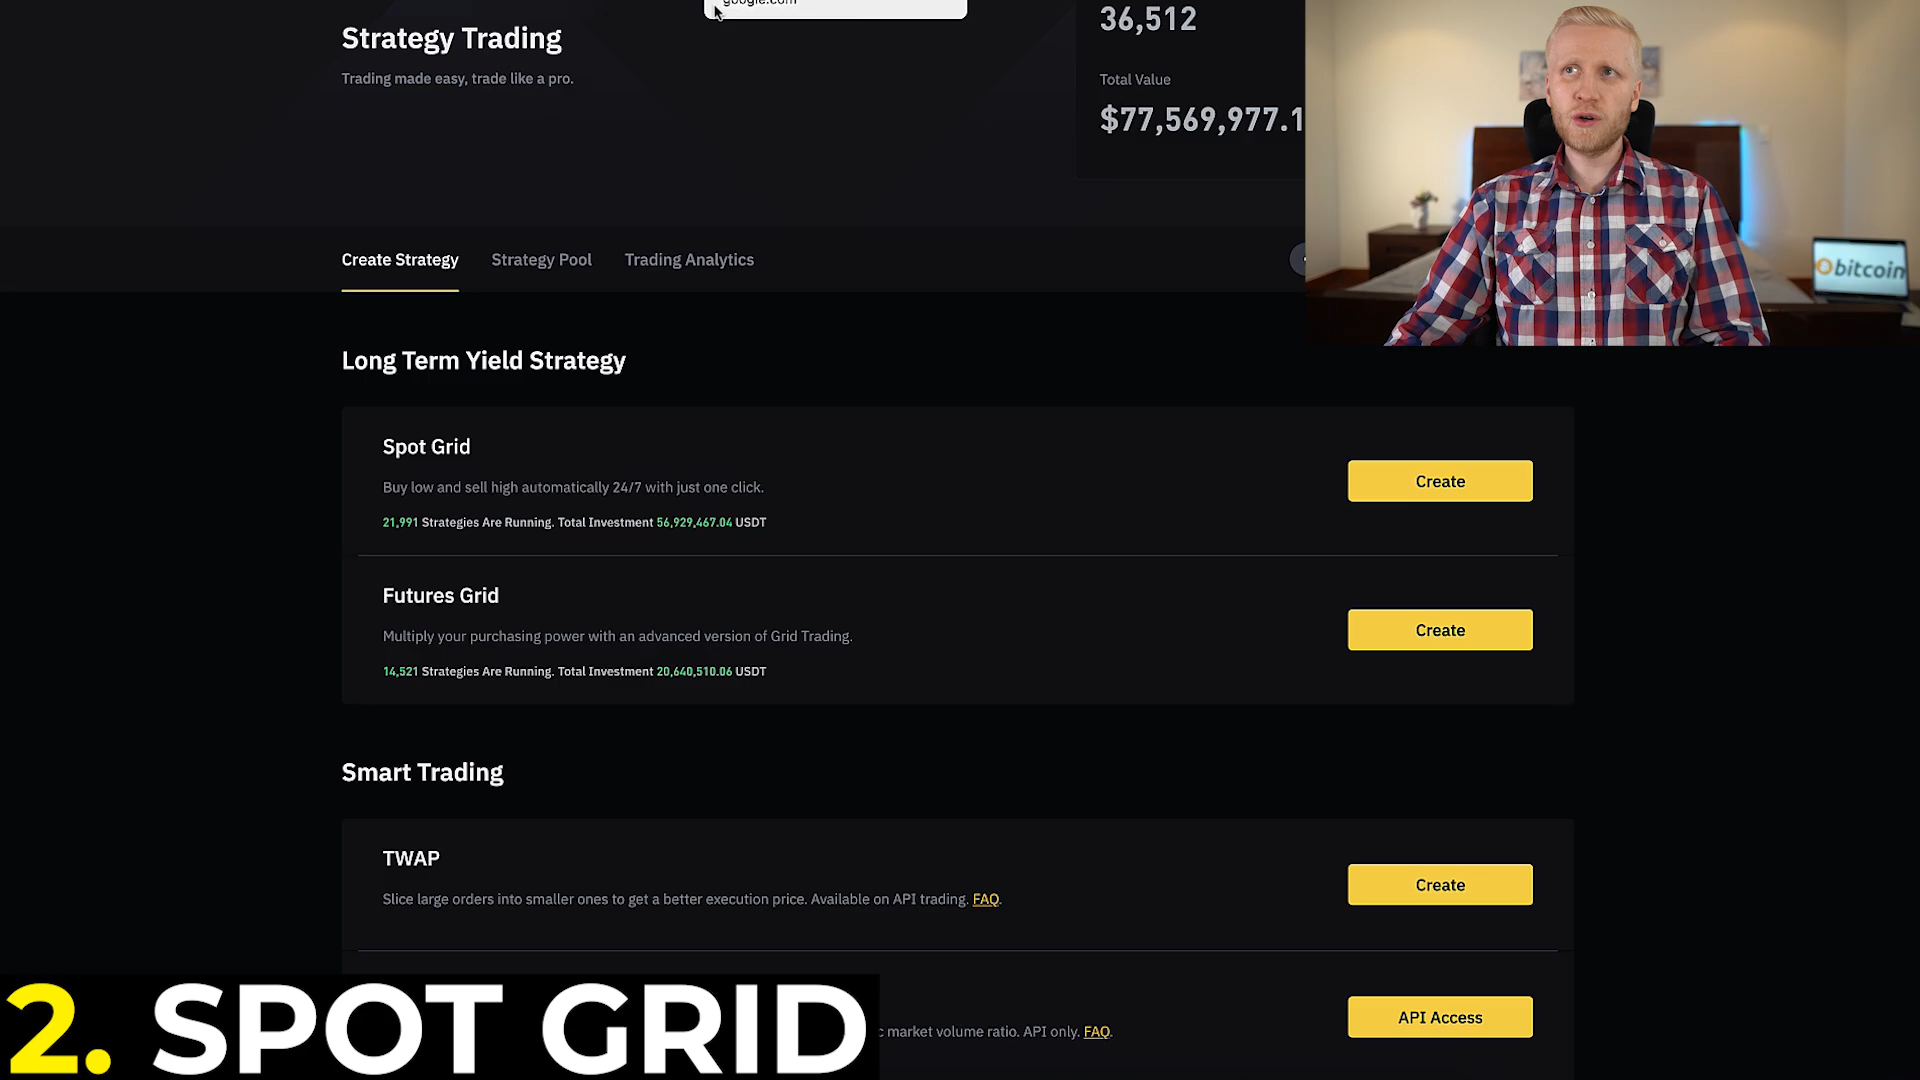 google.com
Strategy Trading
Trading made easy, trade like a pro.
36,512
Total Value
$77,569,977.1
bitcoin
Create Strategy
Strategy Pool
Trading Analytics
Long Term Yield Strategy
Spot Grid
Buy low and sell high automatically 24/7 with just one click.
21,991 Strategies Are Running. Total Investment 56,929,467.04 USDT
Create
Futures Grid
Multiply your purchasing power with an advanced version of Grid Trading.
14,521 Strategies Are Running. Total Investment 20,640,510.06 USDT
Create
Smart Trading
TWAP
Slice large orders into smaller ones to get a better execution price. Available on API trading. FAQ.
Create
market volume ratio. API only. FAQ.
API Access
2. SPOT GRID